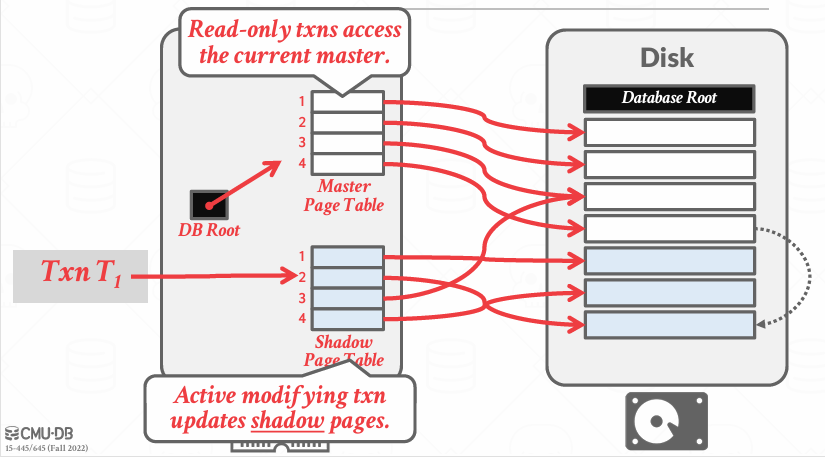 Read-only txns access
the current master.
Disk
Database Root
1
2
3
4
Master
Page Table
DB Root
Txn T1
1
2
3
4
Shadow
Page Table
Active modifying txn
updates shadow pages.
CMU·DB
15-445/645 (Fall 2022)